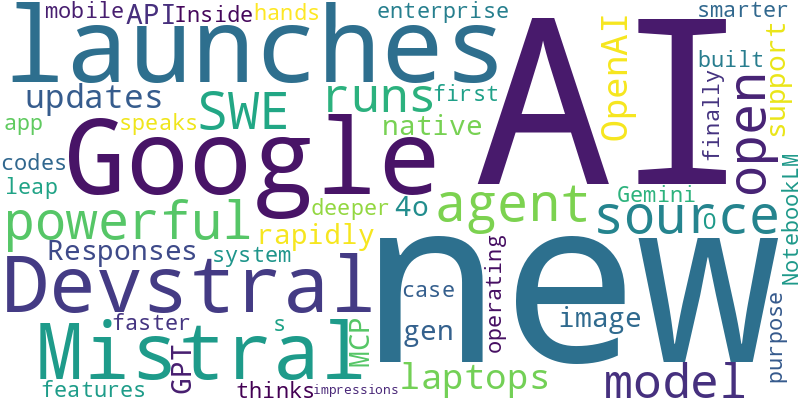 mobile
API
Inside
hands
enterprise
smarter
launches
AI
OpenAI
built
support
finally
open
updates
SWE
runs
first
app
speaks
Google
native
codes
leap
NotebookLM
powerful
deeper
4o
agent
Gemini
source
O
Responses
rapidly
system
new
Devstral
case
operating
image
purpose
faster
s
gen
Mistral
MCP
GPT
laptops
model
features
thinks
impressions